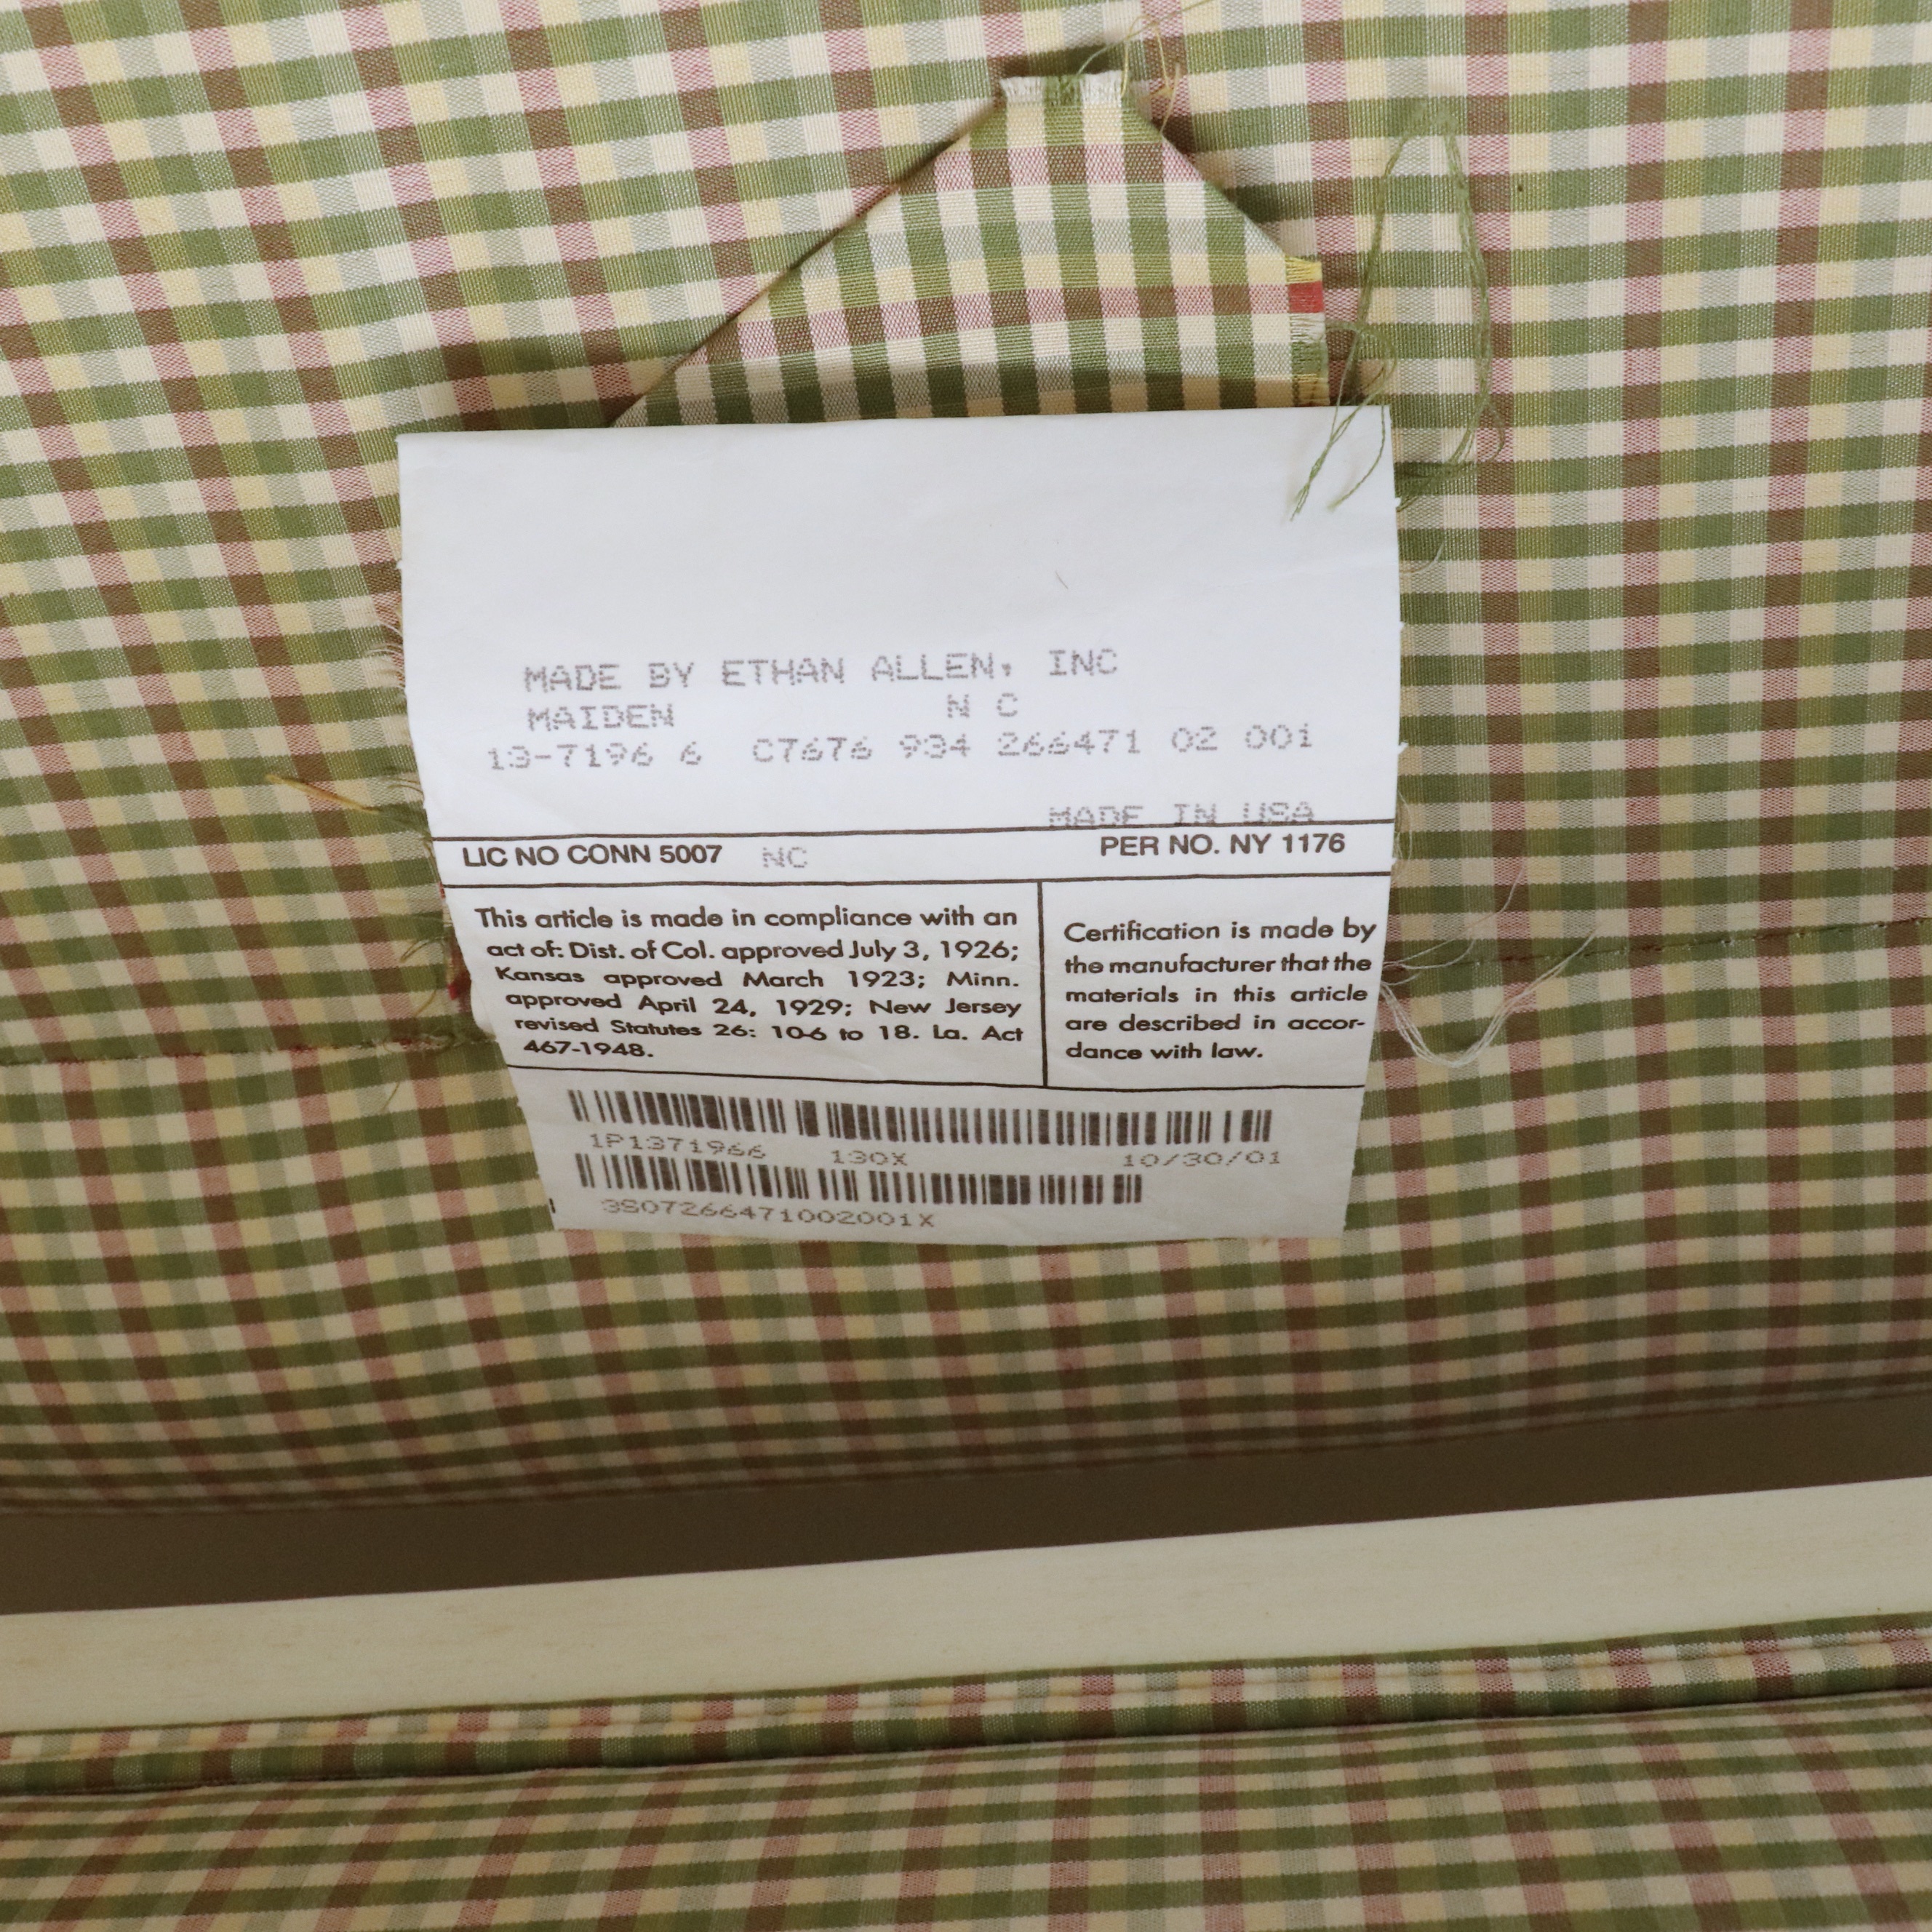 MADE BY ETHAN ALLEN, INC
MAIDEN N C
13-7196 6 C7676 934 266471 02 001
MADE IN USA
LIC NO CONN 5007 NC PER NO. NY 1176
This article is made in compliance with an
act of: Dist. of Col. approved July 3, 1926;
Kansas approved March 1923; Minn.
approved April 24, 1929; New Jersey
revised Statutes 26: 10-6 to 18. La. Act
467-1948.
Certification is made by
the manufacturer that the
materials in this article
are described in accor-
dance with law.
1P1371966 130X 10/30/01
3S07266471002001X